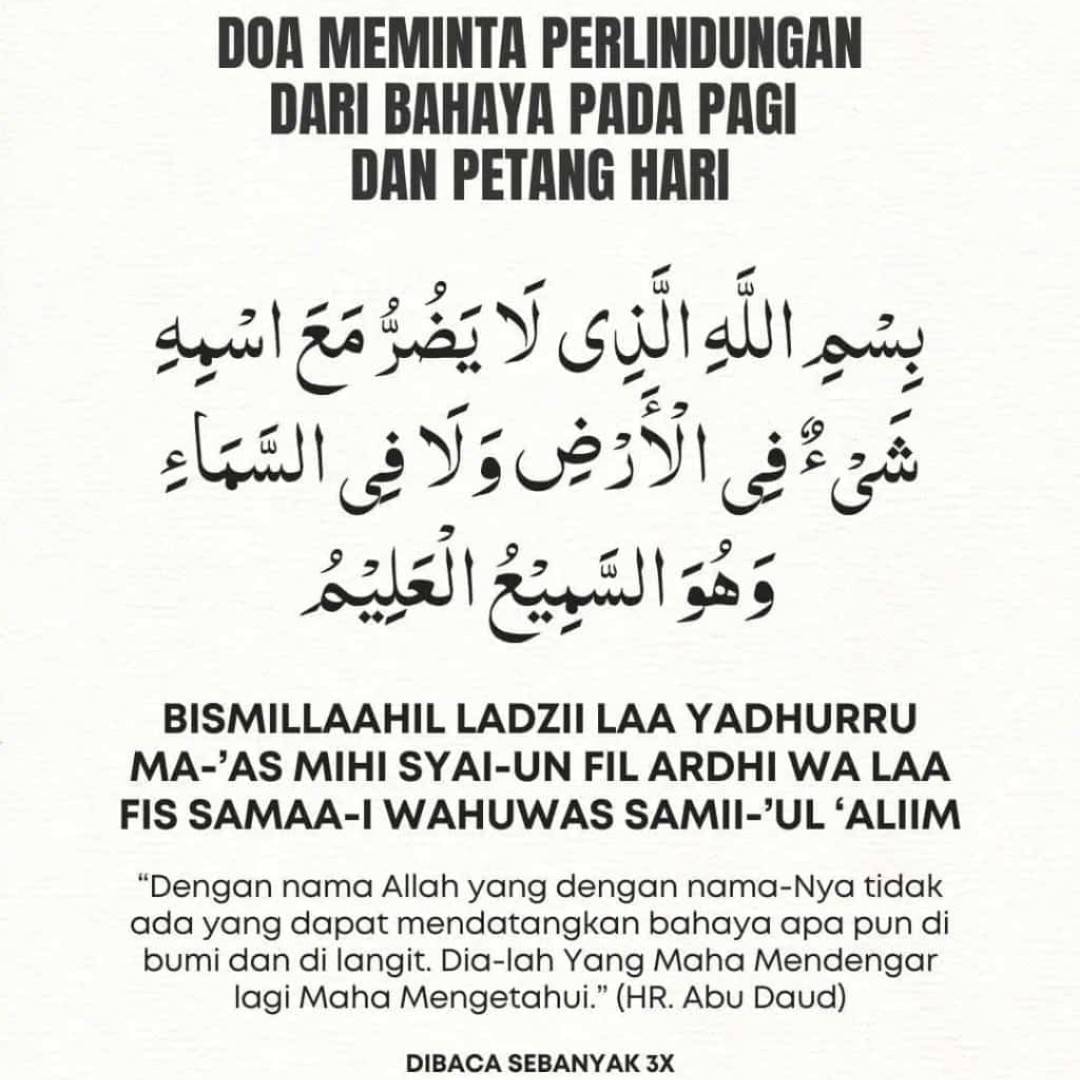 DOA MEMINTA PERLINDUNGAN
DARI BAHAYA PADA PAGI
DAN PETANG HARI
بِسْمِ اللَّهِ الَّذِى لَا يَضُرُّ مَعَ اسْمِهِ
شَىْءٌ فِى الْأَرْضِ وَلَا فِى السَّمَاءِ
وَهُوَ السَّمِيْعُ الْعَلِيْمُ
BISMILLAAHIL LADZII LAA YADHURRU
MA-’AS MIHI SYAI-UN FIL ARDHI WA LAA
FIS SAMAA-I WAHUWAS SAMII-’UL ‘ALIIM
“Dengan nama Allah yang dengan nama-Nya tidak
ada yang dapat mendatangkan bahaya apa pun di
bumi dan di langit. Dia-lah Yang Maha Mendengar
lagi Maha Mengetahui.” (HR. Abu Daud)
DIBACA SEBANYAK 3X